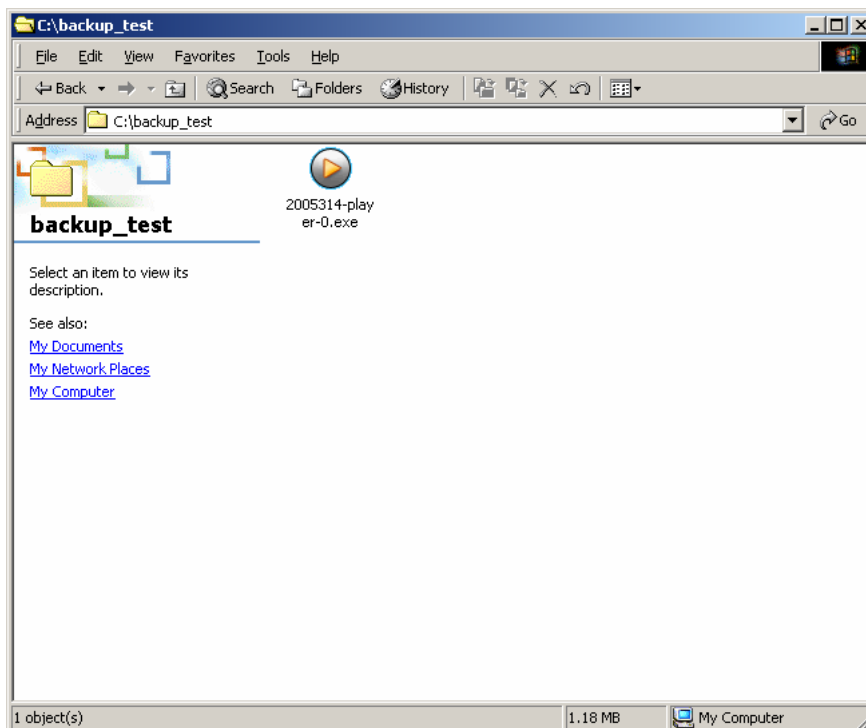 C:\backup_test
File Edit View Favorites Tools Help
Back Search Folders History
Address C:\backup_test Go
2005314-play
er-0.exe
backup_test
Select an item to view its
description.
See also:
My Documents
My Network Places
My Computer
1 object(s) 1.18 MB My Computer